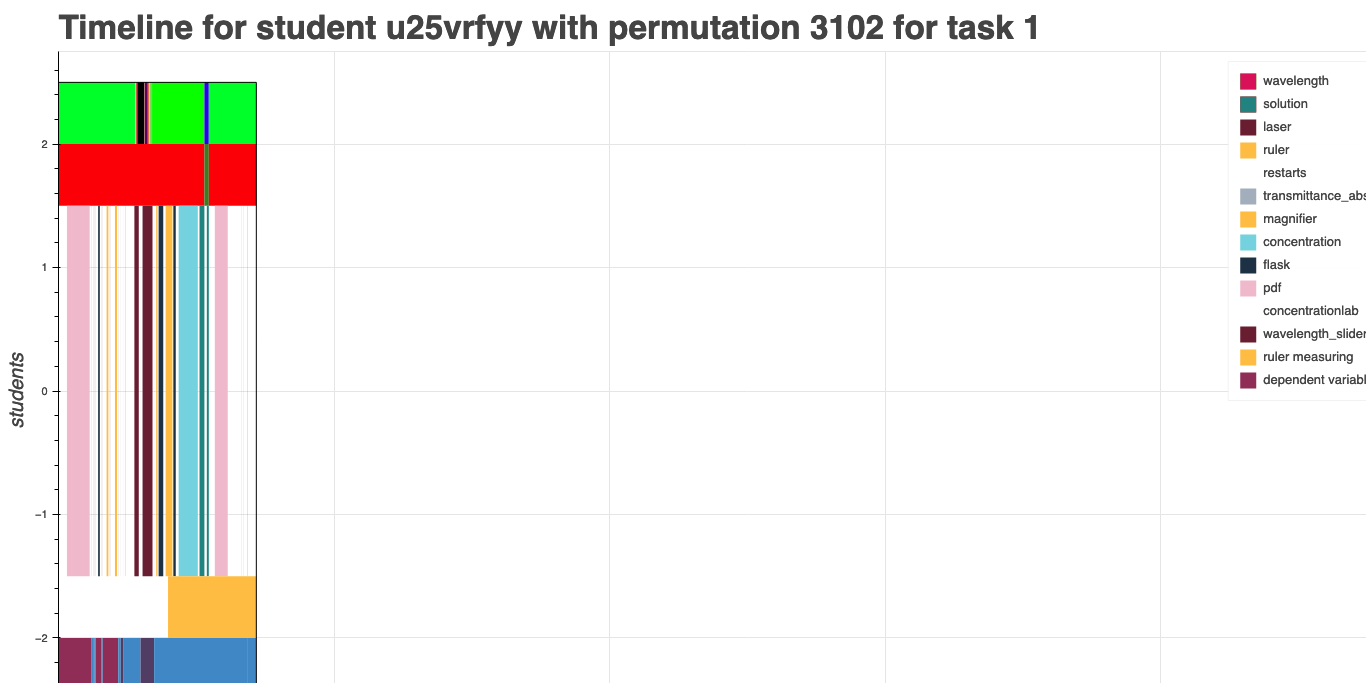 Timeline for student u25vrfyy with permutation 3102 for task 1
wavelength
solution
laser
ruler
restarts
transmittance_abs
magnifier
concentration
flask
pdf
concentrationlab
wavelength_slider
ruler measuring
dependent variabl
2
1
0
−1
−2
students